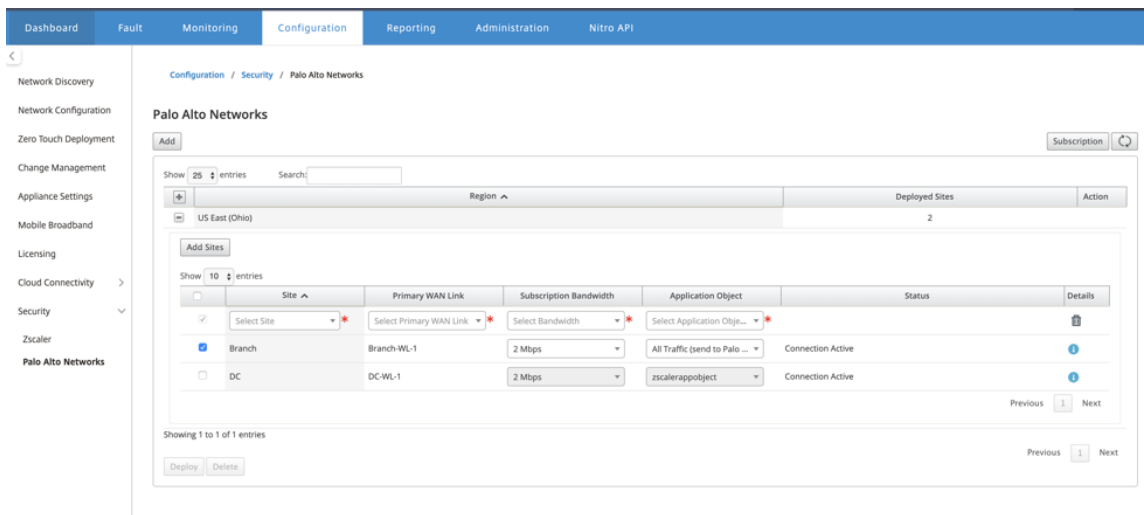 Dashboard Fault Monitoring Configuration Reporting Administration Nitro API
Network Discovery
Network Configuration
Zero Touch Deployment
Change Management
Appliance Settings
Mobile Broadband
Licensing
Cloud Connectivity
Security
Zscaler
Palo Alto Networks
Configuration / Security / Palo Alto Networks
Palo Alto Networks
Add Subscription
Show 25 entries Search:
Region Deployed Sites Action
US East (Ohio) 2
Add Sites
Show 10 entries
Site Primary WAN Link Subscription Bandwidth Application Object Status Details
Select Site * Select Primary WAN Link * Select Bandwidth * Select Application Obje... *
Branch Branch-WL-1 2 Mbps All Traffic (send to Palo ... Connection Active
DC DC-WL-1 2 Mbps zscalerappobject Connection Active
Previous 1 Next
Showing 1 to 1 of 1 entries
Previous 1 Next
Deploy Delete